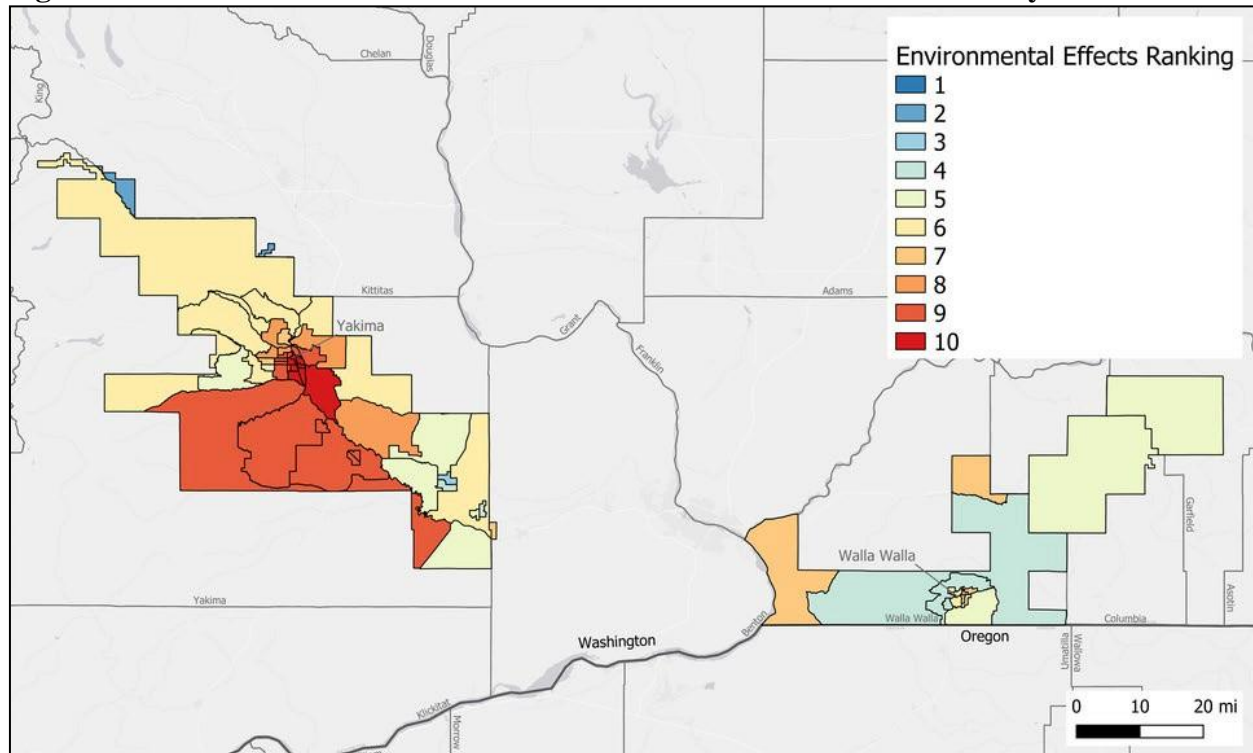 Chelan
Douglas
King
Environmental Effects Ranking
1
2
3
4
5
6
7
8
9
10
Kittitas
Adams
Yakima
Grant
Franklin
Garfield
Asotin
Walla Walla
Yakima
Walla Walla
Columbia
Benton
Washington
Oregon
Umatilla
Wallowa
Klickitat
Morrow
0 10 20 mi